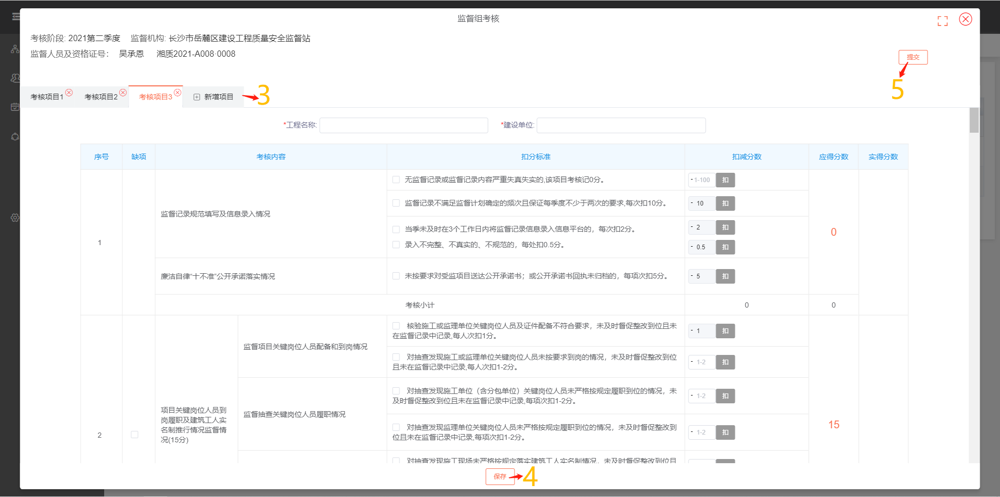 监督组考核
考核阶段: 2021第二季度 监督机构: 长沙市岳麓区建设工程质量安全监督站
监督人员及资格证号： 吴承恩 湘质2021-A008·0008
提交
5
考核项目1 考核项目2 考核项目3 新增项目 3
*工程名称: *建设单位:
序号 缺项 考核内容 扣分标准 扣减分数 应得分数 实得分数
1
监督记录规范填写及信息录入情况
无监督记录或监督记录内容严重失真失实的,该项目考核记0分。 - 1-100 扣
监督记录不满足监督计划确定的频次且保证每季度不少于两次的要求,每次扣10分。 - 10 扣
当季未及时在3个工作日内将监督记录信息录入信息平台的，每次扣2分。 - 2 扣
录入不完整、不真实的、不规范的，每处扣0.5分。 - 0.5 扣
0
廉洁自律“十不准”公开承诺落实情况
未按要求对受监项目送达公开承诺书；或公开承诺书回执未归档的，每项次扣5分。 - 5 扣
考核小计 0 0
2
项目关键岗位人员到
岗履职及建筑工人实
名制推行情况监督情
况(15分)
监督项目关键岗位人员配备和到岗情况
核验施工或监理单位关键岗位人员及证件配备不符合要求，未及时督促整改到位且未
在监督记录中记录,每人次扣1分。
- 1 扣
对抽查发现施工或监理单位关键岗位人员未按要求到岗的情况，未及时督促整改到位
且未在监督记录中记录,每人次扣1-2分。
- 1-2 扣
监督抽查关键岗位人员履职情况
对抽查发现施工单位（含分包单位）关键岗位人员未严格按规定履职到位的情况，未
及时督促整改到位且未在监督记录中记录,每项次扣1-2分。
- 1-2 扣
对抽查发现监理单位关键岗位人员未严格按规定履职到位的情况，未及时督促整改到
位且未在监督记录中记录,每项次扣1-2分。
- 1-2 扣
15
对抽查发现施工现场未严格按规定落实建筑工人实名制情况，未及时督促整改到位且
保存 4